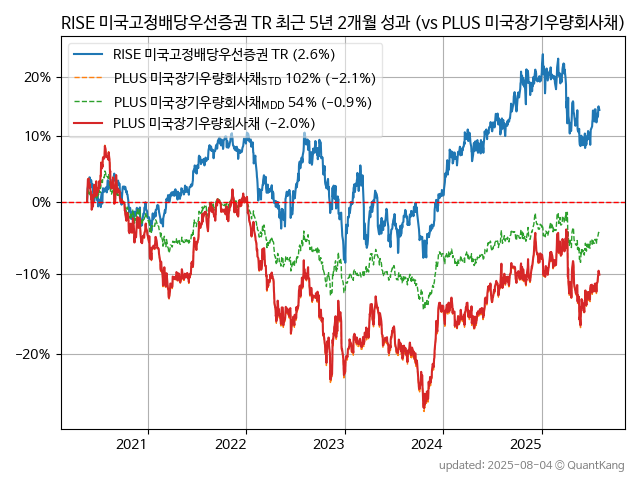 RISE 미국고정배당우선증권 TR 최근 5년 2개월 성과 (vs PLUS 미국장기우량회사채)
RISE 미국고정배당우선증권 TR (2.6%)
PLUS 미국장기우량회사채STD 102% (−2.1%)
PLUS 미국장기우량회사채MDD 54% (−0.9%)
PLUS 미국장기우량회사채 (−2.0%)
20%
10%
0%
−10%
−20%
2021 2022 2023 2024 2025
updated: 2025-08-04 © QuantKang